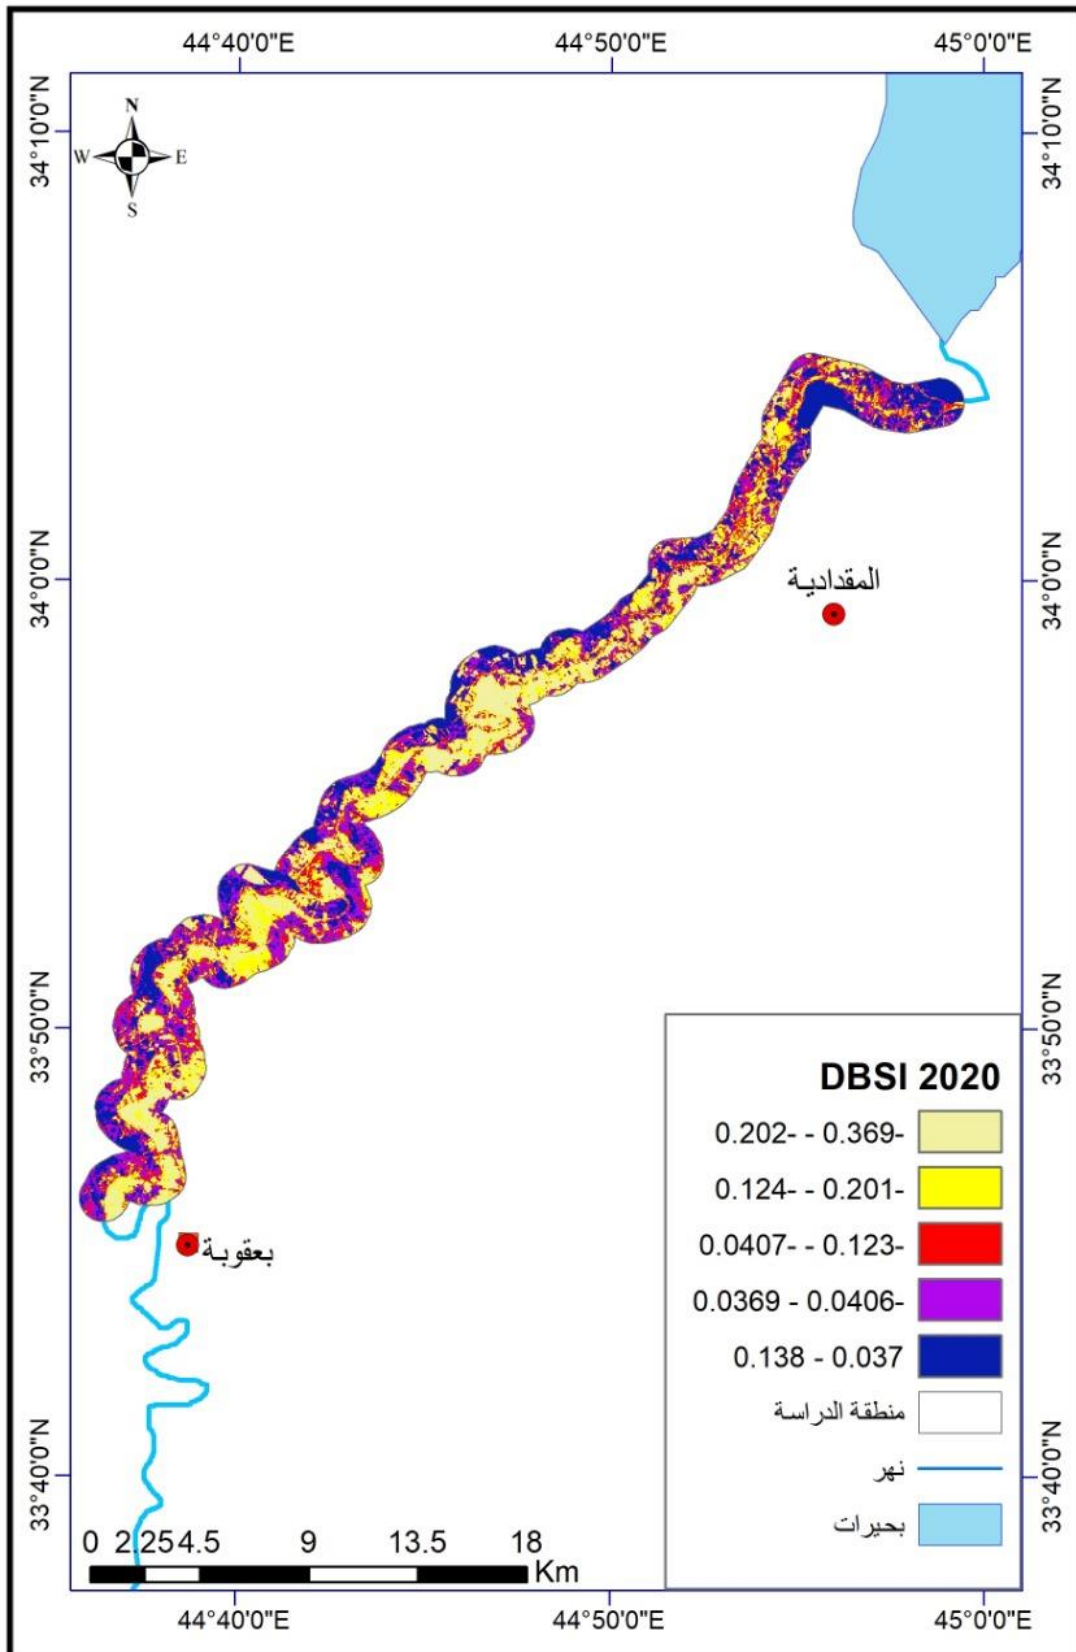 44°40'0"E
44°50'0"E
45°0'0"E
34°10'0"N
34°10'0"N
N
W
E
S
34°0'0"N
34°0'0"N
المقدادية
33°50'0"N
33°50'0"N
بعقوبة
DBSI 2020
0.202- - 0.369-
0.124- - 0.201-
0.0407- - 0.123-
0.0369 - 0.0406-
0.138 - 0.037
منطقة الدراسة
نهر
بحيرات
33°40'0"N
33°40'0"N
0 2.25 4.5 9 13.5 18
Km
44°40'0"E
44°50'0"E
45°0'0"E